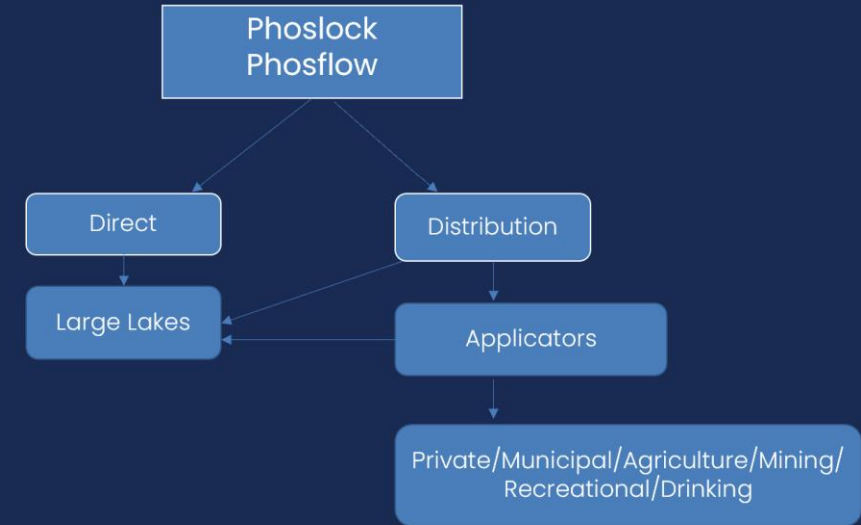 Phoslock
Phosflow
Direct
Distribution
Large Lakes
Applicators
Private/Municipal/Agriculture/Mining/
Recreational/Drinking